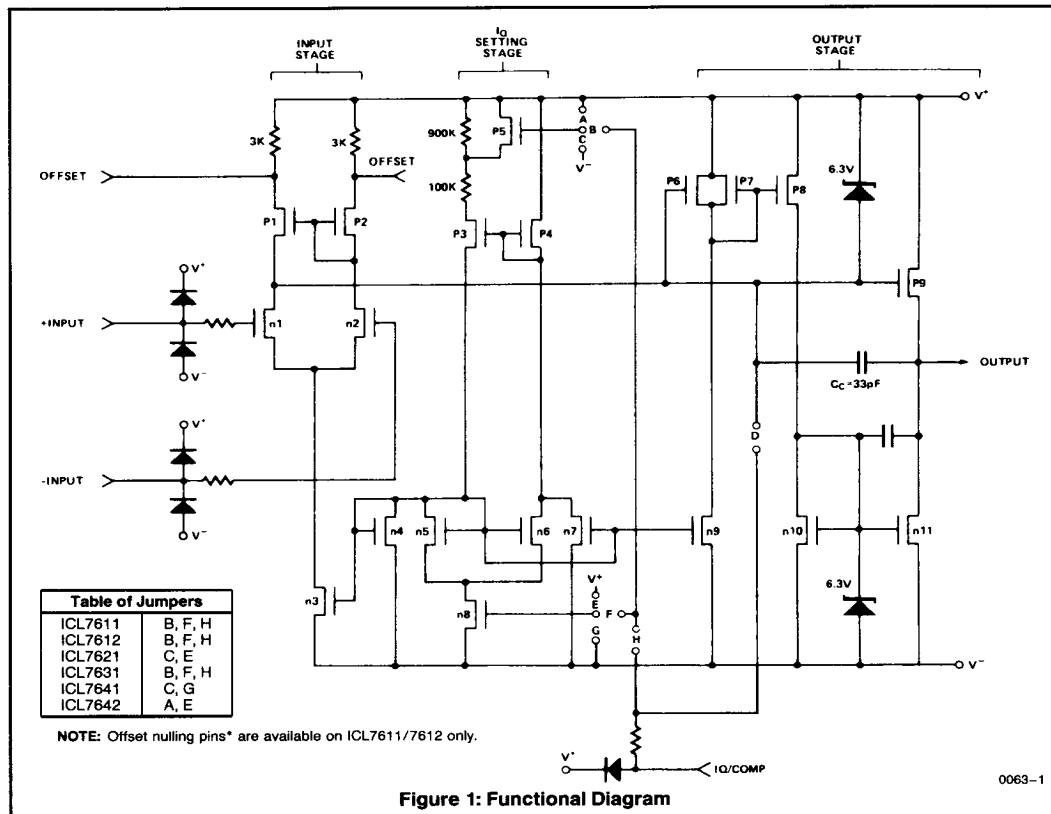 INPUT
STAGE
IQ
SETTING
STAGE
OUTPUT
STAGE
V+
3K
3K
OFFSET
OFFSET
900K
100K
P5
A
B
C
V−
P1
P2
P3
P4
P6
P7
P8
6.3V
P9
V+
+INPUT
V−
n1
n2
OUTPUT
CC=33pF
V+
-INPUT
V−
D
n4
n5
n6
n7
n9
n10
n11
n3
n8
V+
E
F
G
H
6.3V
V−
Table of Jumpers
ICL7611 B, F, H
ICL7612 B, F, H
ICL7621 C, E
ICL7631 B, F, H
ICL7641 C, G
ICL7642 A, E
NOTE: Offset nulling pins* are available on ICL7611/7612 only.
V+
IQ/COMP
0063–1
Figure 1: Functional Diagram